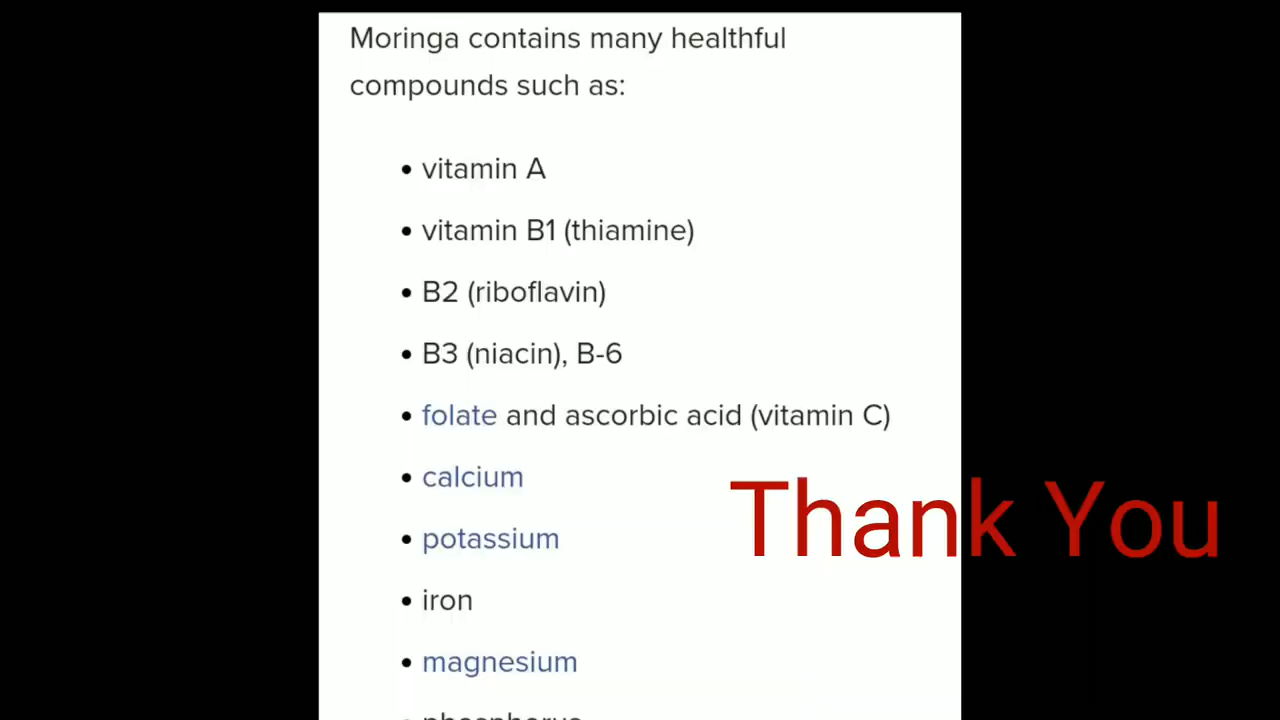 Moringa contains many healthful
compounds such as:
• vitamin A
• vitamin B1 (thiamine)
• B2 (riboflavin)
• B3 (niacin), B-6
• folate and ascorbic acid (vitamin C)
• calcium
• potassium
Thank You
• iron
• magnesium